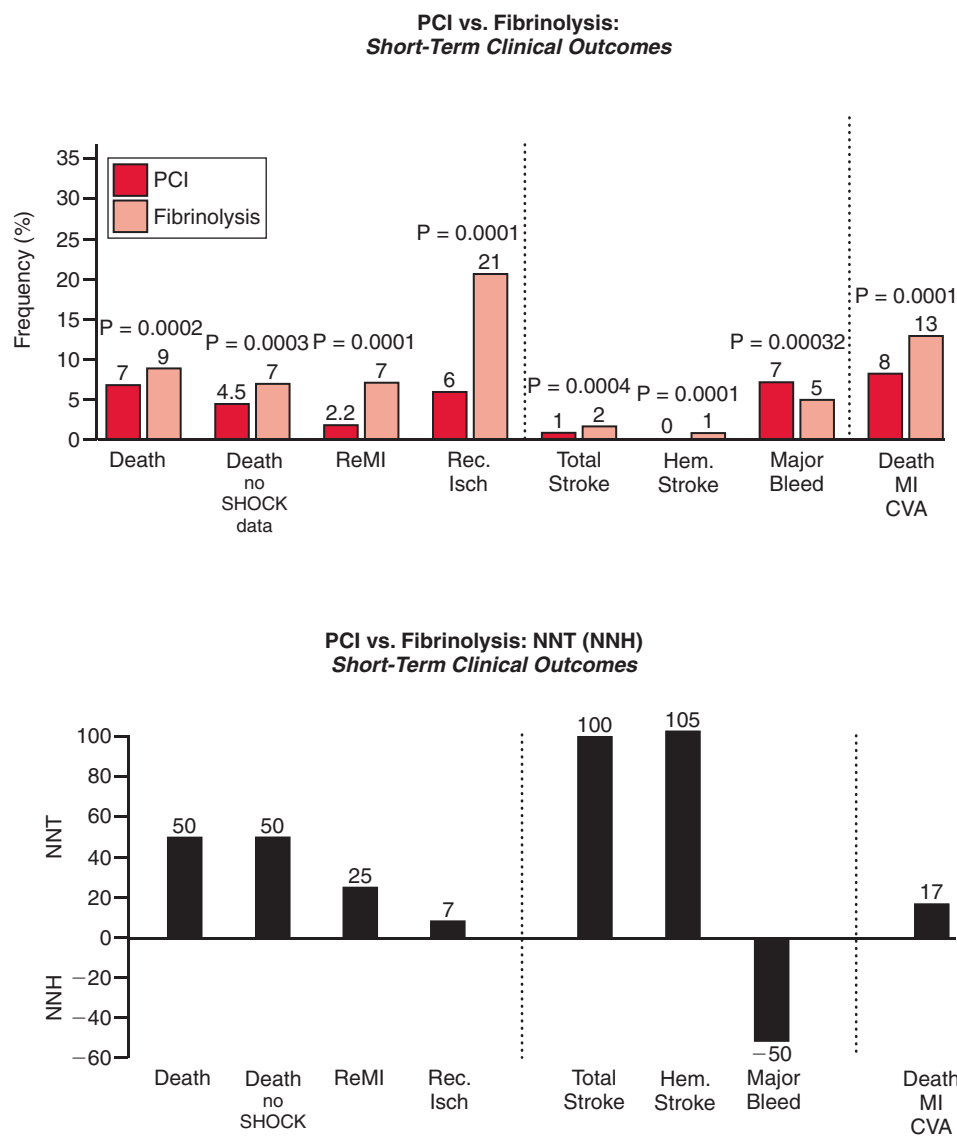 PCI vs. Fibrinolysis:
Short-Term Clinical Outcomes
Frequency (%)
35
30
25
20
15
10
5
0
PCI
Fibrinolysis
P = 0.0002
7
9
P = 0.0003
4.5
7
P = 0.0001
2.2
7
P = 0.0001
6
21
P = 0.0004
1
2
P = 0.0001
0
1
P = 0.00032
7
5
P = 0.0001
8
13
Death
Death
no
SHOCK
data
ReMI
Rec.
Isch
Total
Stroke
Hem.
Stroke
Major
Bleed
Death
MI
CVA
PCI vs. Fibrinolysis: NNT (NNH)
Short-Term Clinical Outcomes
NNT
NNH
100
80
60
40
20
0
−20
−40
−60
50
50
25
7
100
105
−50
17
Death
Death
no
SHOCK
ReMI
Rec.
Isch
Total
Stroke
Hem.
Stroke
Major
Bleed
Death
MI
CVA